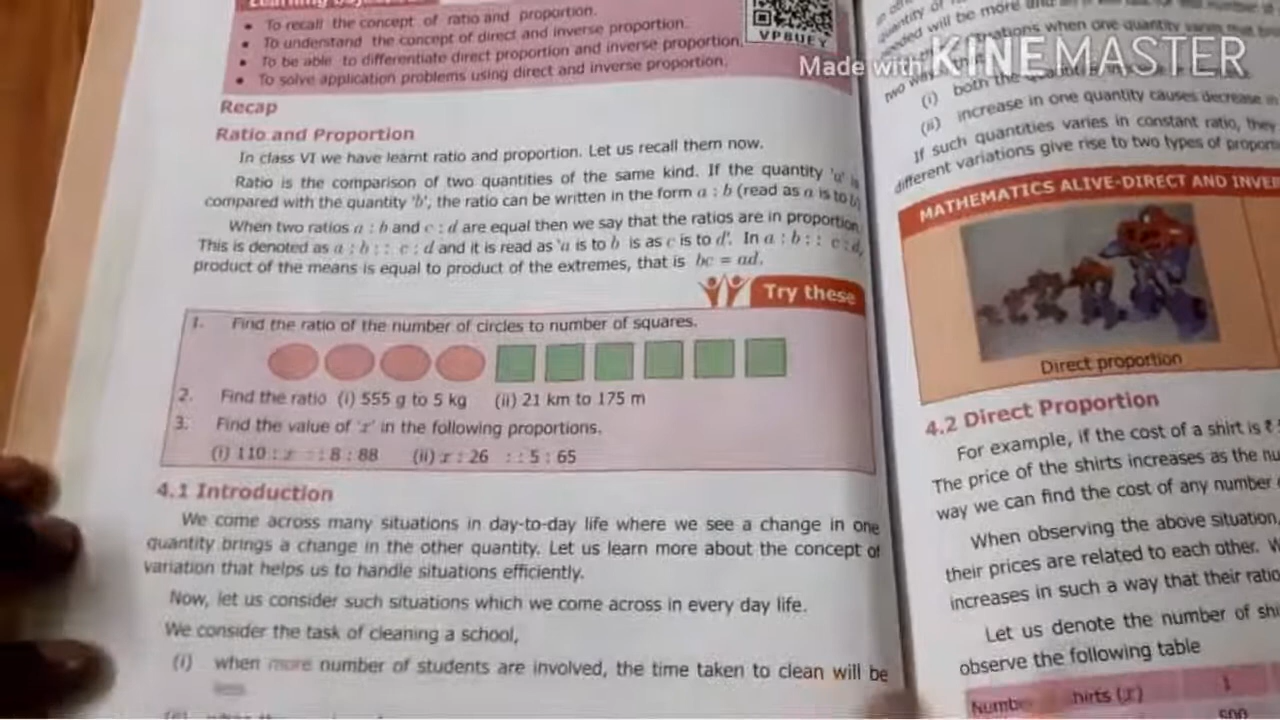 • To recall the concept of ratio and proportion.
• To understand the concept of direct and inverse proportion.
• To be able to differentiate direct proportion and inverse proportion.
• To solve application problems using direct and inverse proportion.
VPBUEY
Recap
Ratio and Proportion
In class VI we have learnt ratio and proportion. Let us recall them now.
Ratio is the comparison of two quantities of the same kind. If the quantity 'a' is
compared with the quantity 'b', the ratio can be written in the form a : b (read as a is to b)
When two ratios a : b and c : d are equal then we say that the ratios are in proportion.
This is denoted as a : b :: c : d and it is read as 'a is to b is as c is to d'. In a : b :: c : d,
product of the means is equal to product of the extremes, that is bc = ad.
Try these
1. Find the ratio of the number of circles to number of squares.
2. Find the ratio (i) 555 g to 5 kg (ii) 21 km to 175 m
3. Find the value of 'x' in the following proportions.
(i) 110 : x :: 8 : 88 (ii) x : 26 :: 5 : 65
4.1 Introduction
We come across many situations in day-to-day life where we see a change in one
quantity brings a change in the other quantity. Let us learn more about the concept of
variation that helps us to handle situations efficiently.
Now, let us consider such situations which we come across in every day life.
We consider the task of cleaning a school,
(i) when more number of students are involved, the time taken to clean will be
less
Made with KINEMASTER
will be more
when one quantity
two way
(i) both the
(ii) increase in one quantity causes decrease in
If such quantities varies in constant ratio, they
different variations give rise to two types of
MATHEMATICS ALIVE-DIRECT AND
Direct proportion
4.2 Direct Proportion
For example, if the cost of a shirt is ₹
The price of the shirts increases as the
way we can find the cost of any number
When observing the above situation,
their prices are related to each other.
increases in such a way that their
Let us denote the number of
observe the following table
(x) 1
500